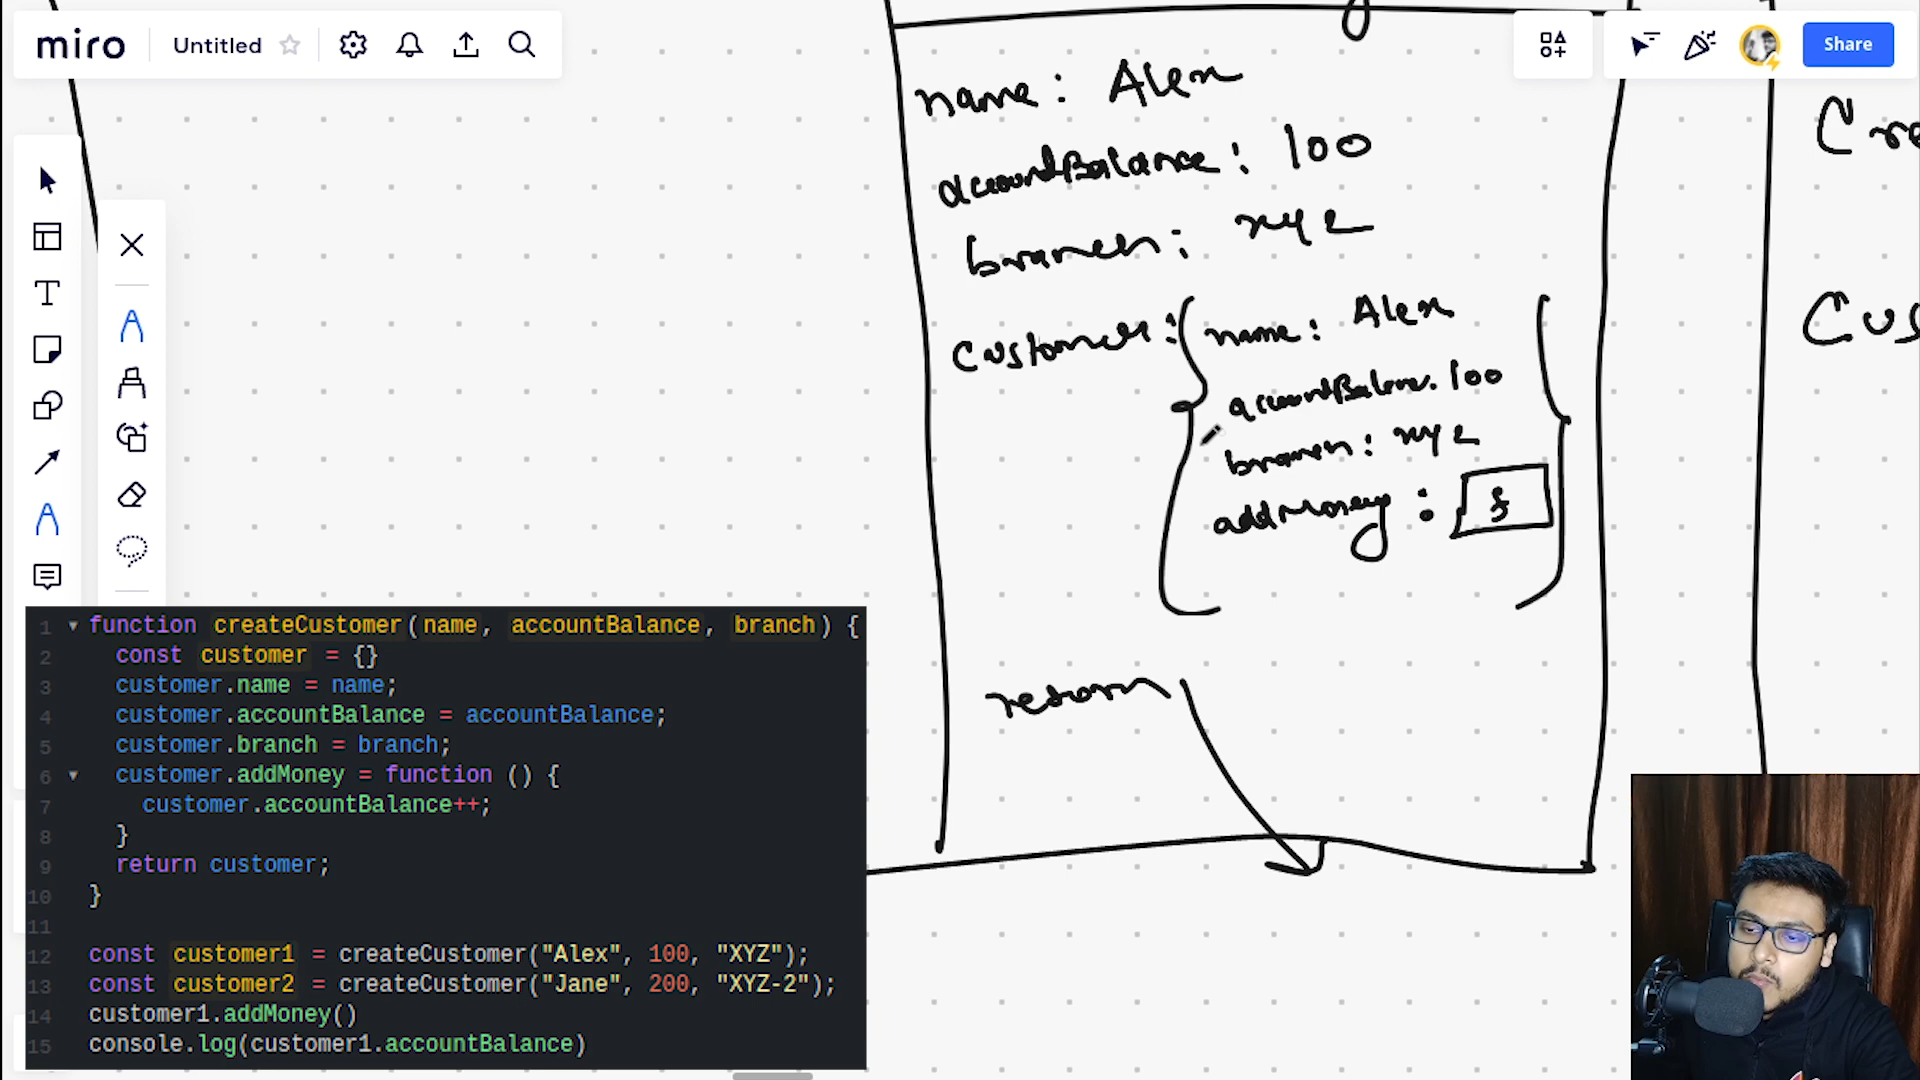 miro
Untitled
Share
name : Alex
accountBalance : 100
branch : xyz
Customer : { name : Alex
accountBalance. 100
branch : xyz
addMoney : f }
return
Cre
Cus
1 function createCustomer(name, accountBalance, branch) {
2 const customer = {}
3 customer.name = name;
4 customer.accountBalance = accountBalance;
5 customer.branch = branch;
6 customer.addMoney = function () {
7 customer.accountBalance++;
8 }
9 return customer;
10 }
11
12 const customer1 = createCustomer("Alex", 100, "XYZ");
13 const customer2 = createCustomer("Jane", 200, "XYZ-2");
14 customer1.addMoney()
15 console.log(customer1.accountBalance)